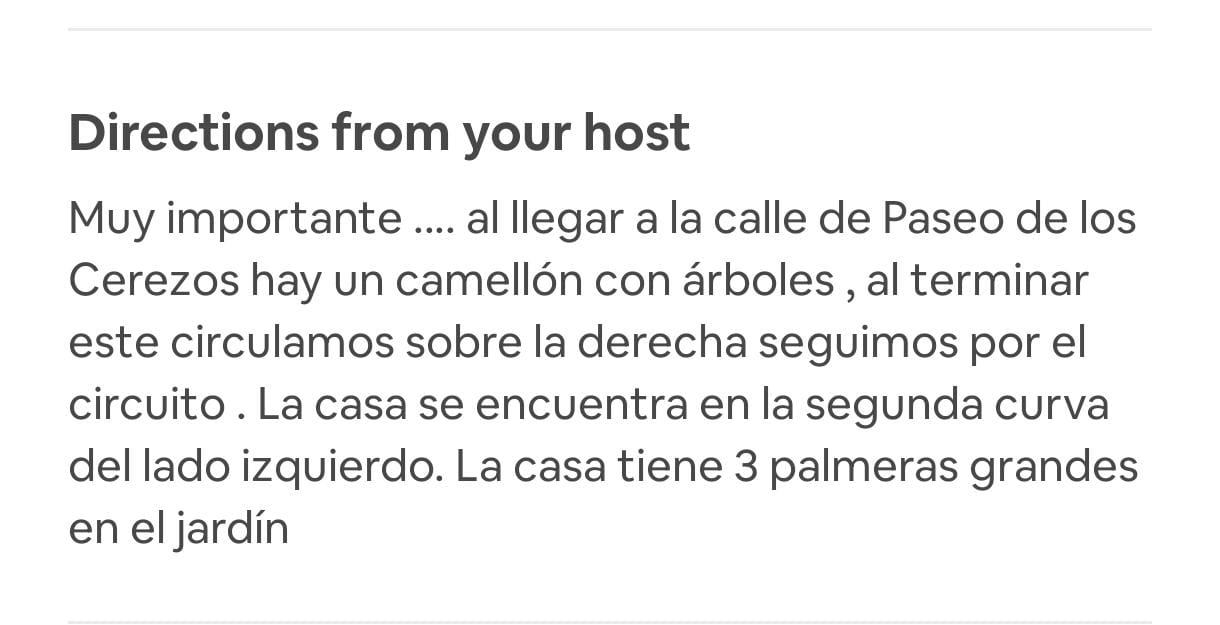 Directions from your host
Muy importante .... al llegar a la calle de Paseo de los
Cerezos hay un camellón con árboles , al terminar
este circulamos sobre la derecha seguimos por el
circuito . La casa se encuentra en la segunda curva
del lado izquierdo. La casa tiene 3 palmeras grandes
en el jardín